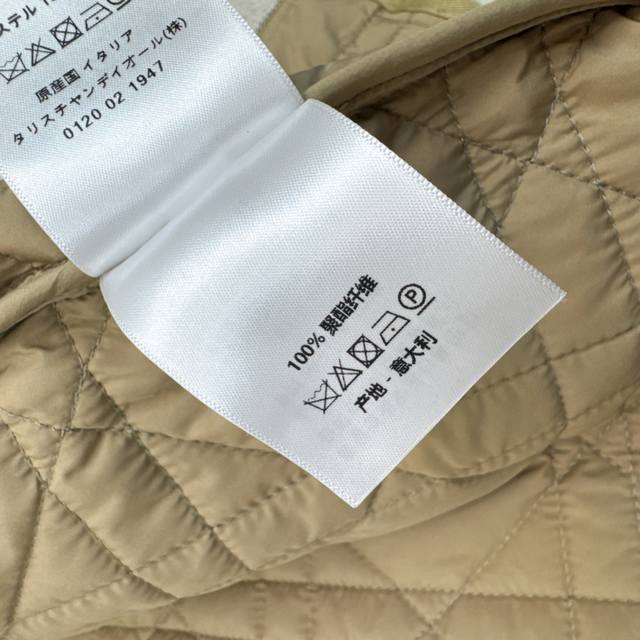 ステル 1
原産国 イタリア
タリスチャンデイオール(株)
0120 02 1947
100% 聚酯纤维
产地 - 意大利